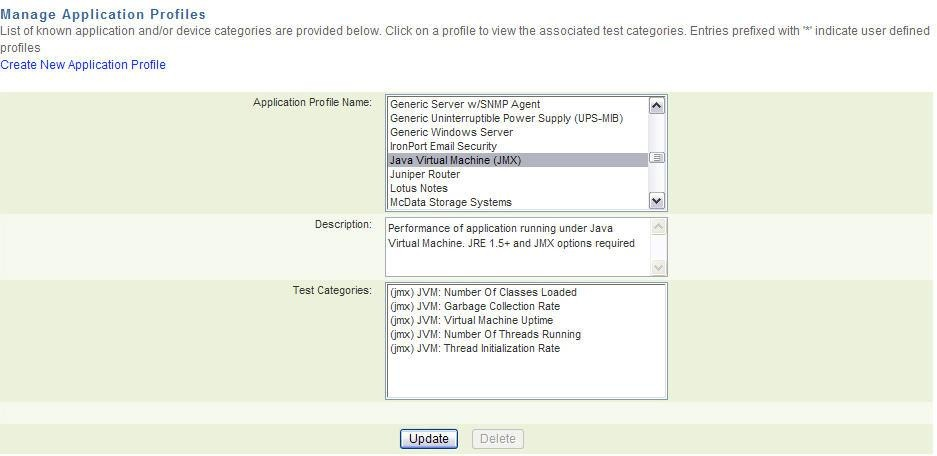 Manage Application Profiles
List of known application and/or device categories are provided below. Click on a profile to view the associated test categories. Entries prefixed with '*' indicate user defined
profiles
Create New Application Profile
Application Profile Name:
Generic Server w/SNMP Agent
Generic Uninterruptible Power Supply (UPS-MIB)
Generic Windows Server
IronPort Email Security
Java Virtual Machine (JMX)
Juniper Router
Lotus Notes
McData Storage Systems
Description:
Performance of application running under Java
Virtual Machine. JRE 1.5+ and JMX options required
Test Categories:
(jmx) JVM: Number Of Classes Loaded
(jmx) JVM: Garbage Collection Rate
(jmx) JVM: Virtual Machine Uptime
(jmx) JVM: Number Of Threads Running
(jmx) JVM: Thread Initialization Rate
Update
Delete